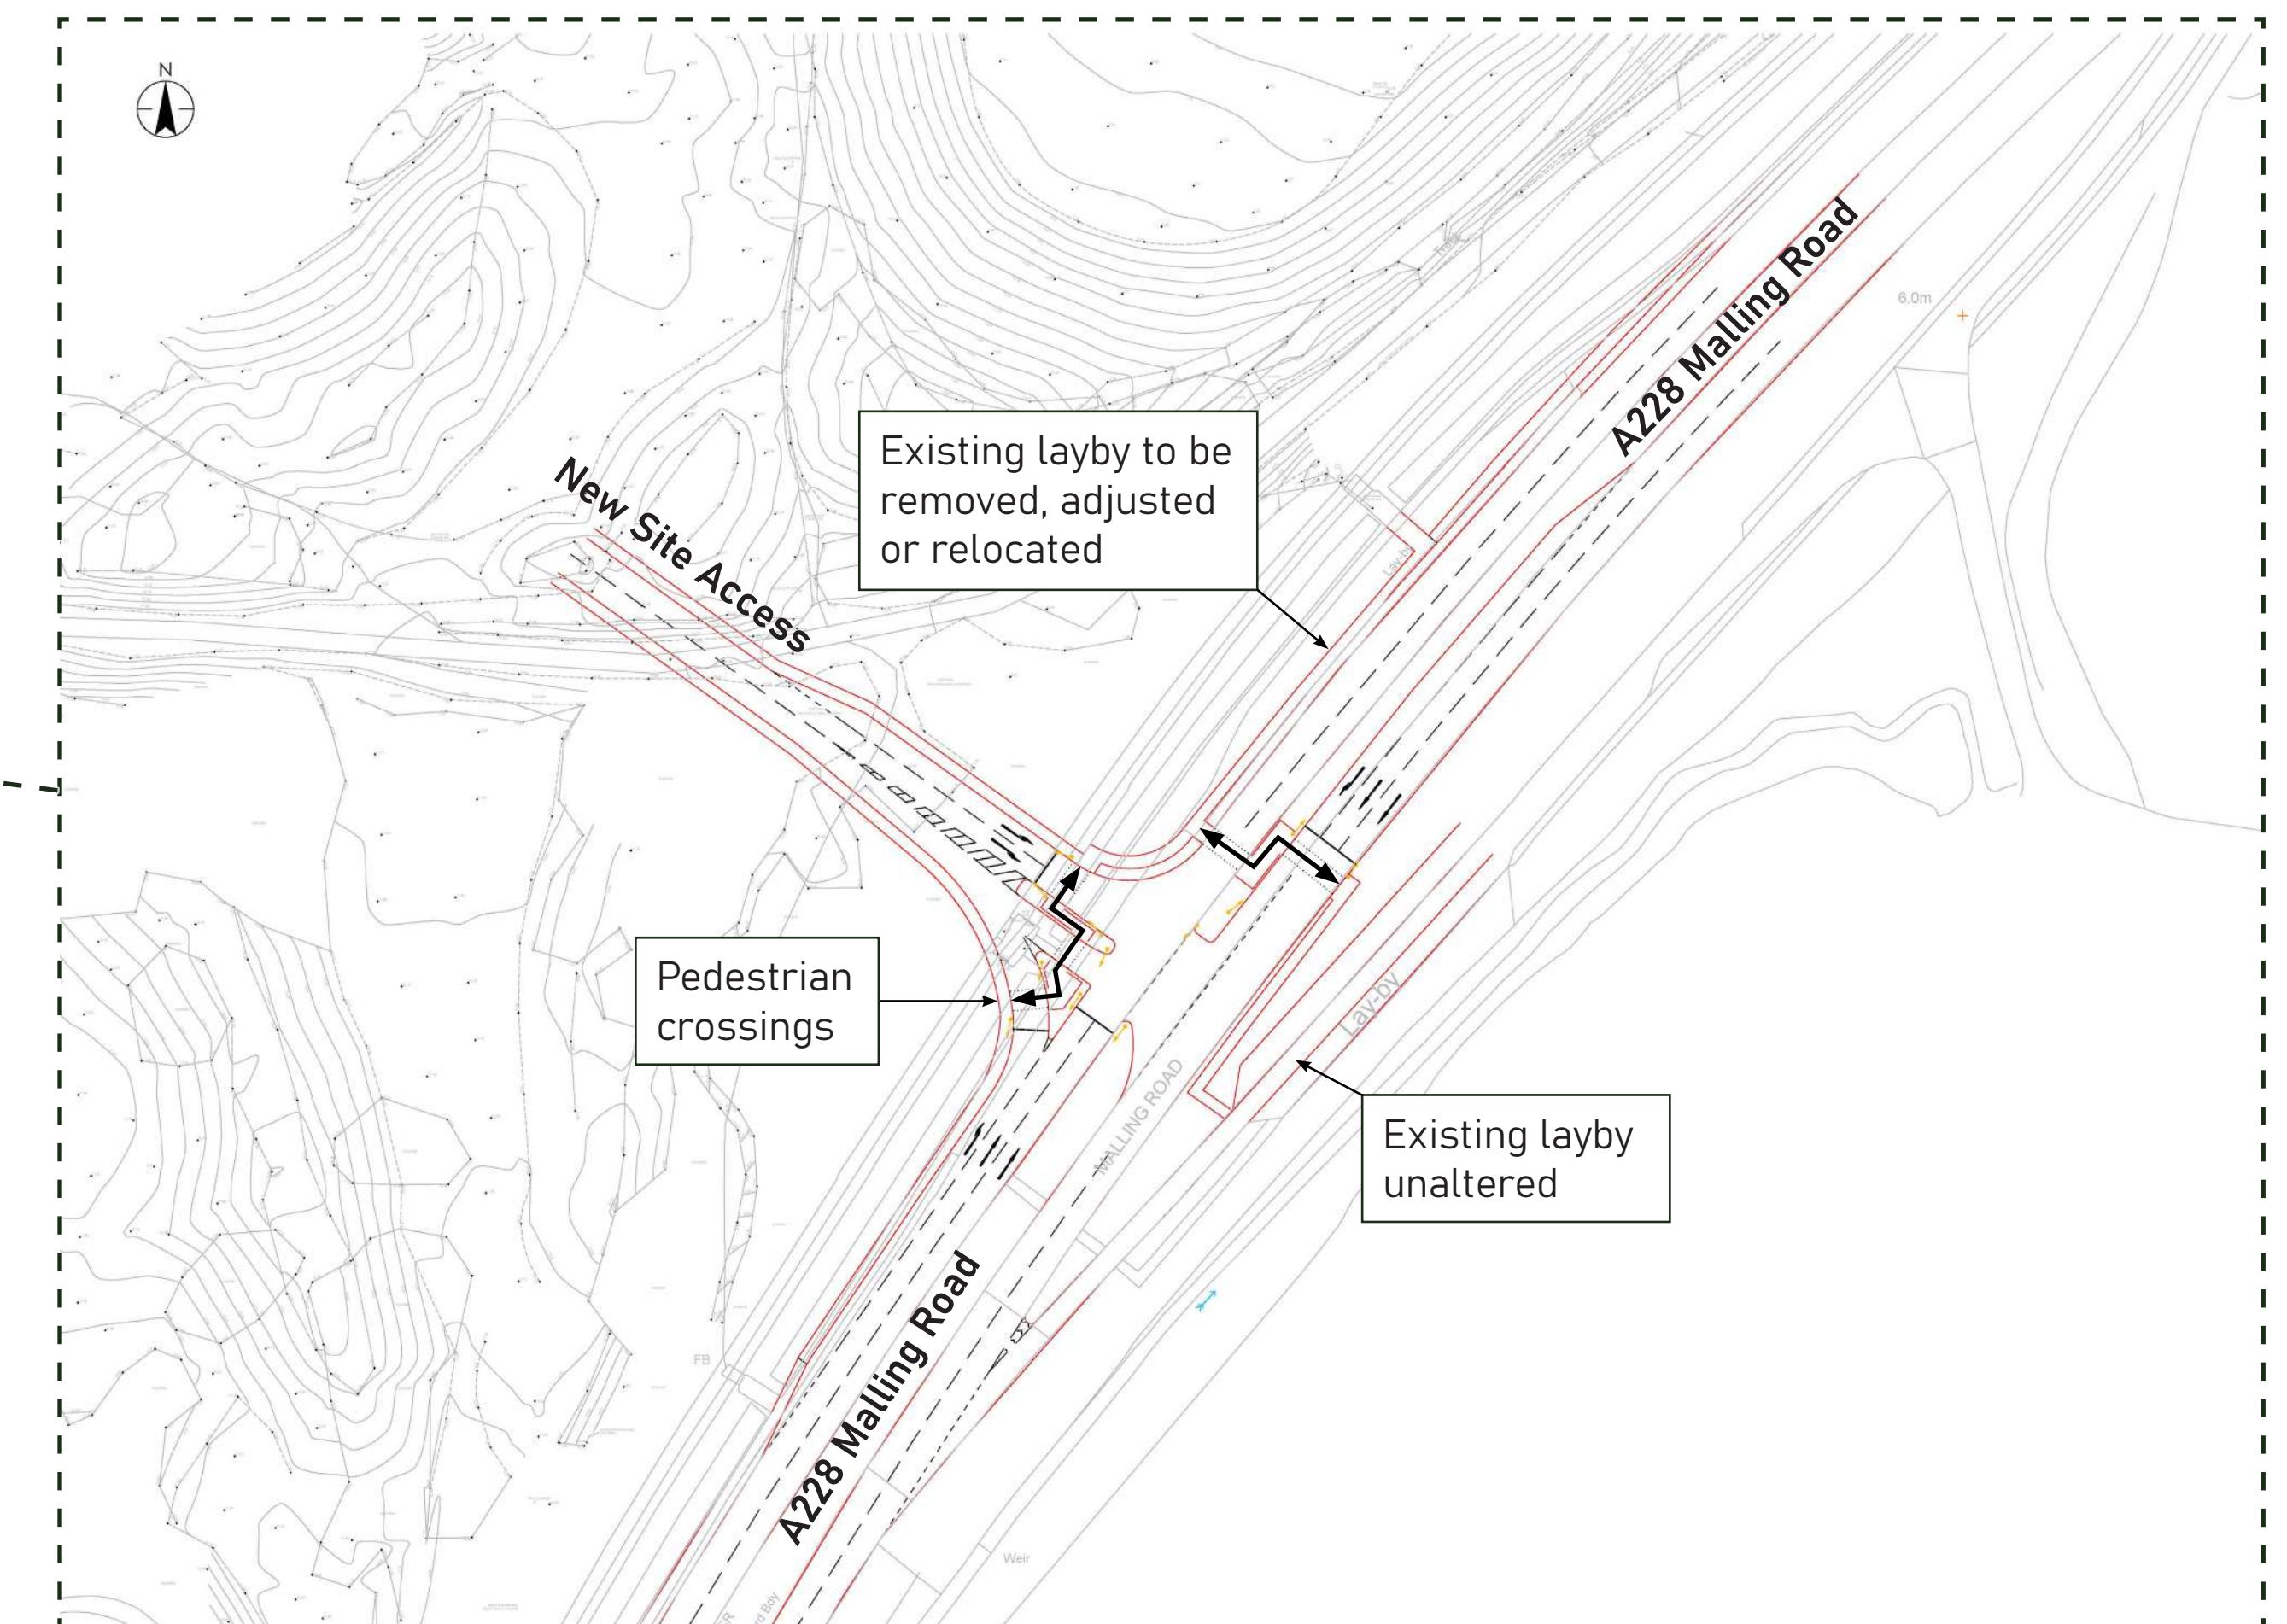 N
A228 Malling Road
6.0m
Track
Existing layby to be
removed, adjusted
or relocated
New Site Access
Lay-by
Pedestrian
crossings
Lay-by
MALLING ROAD
Existing layby
unaltered
A228 Malling Road
FB
Weir